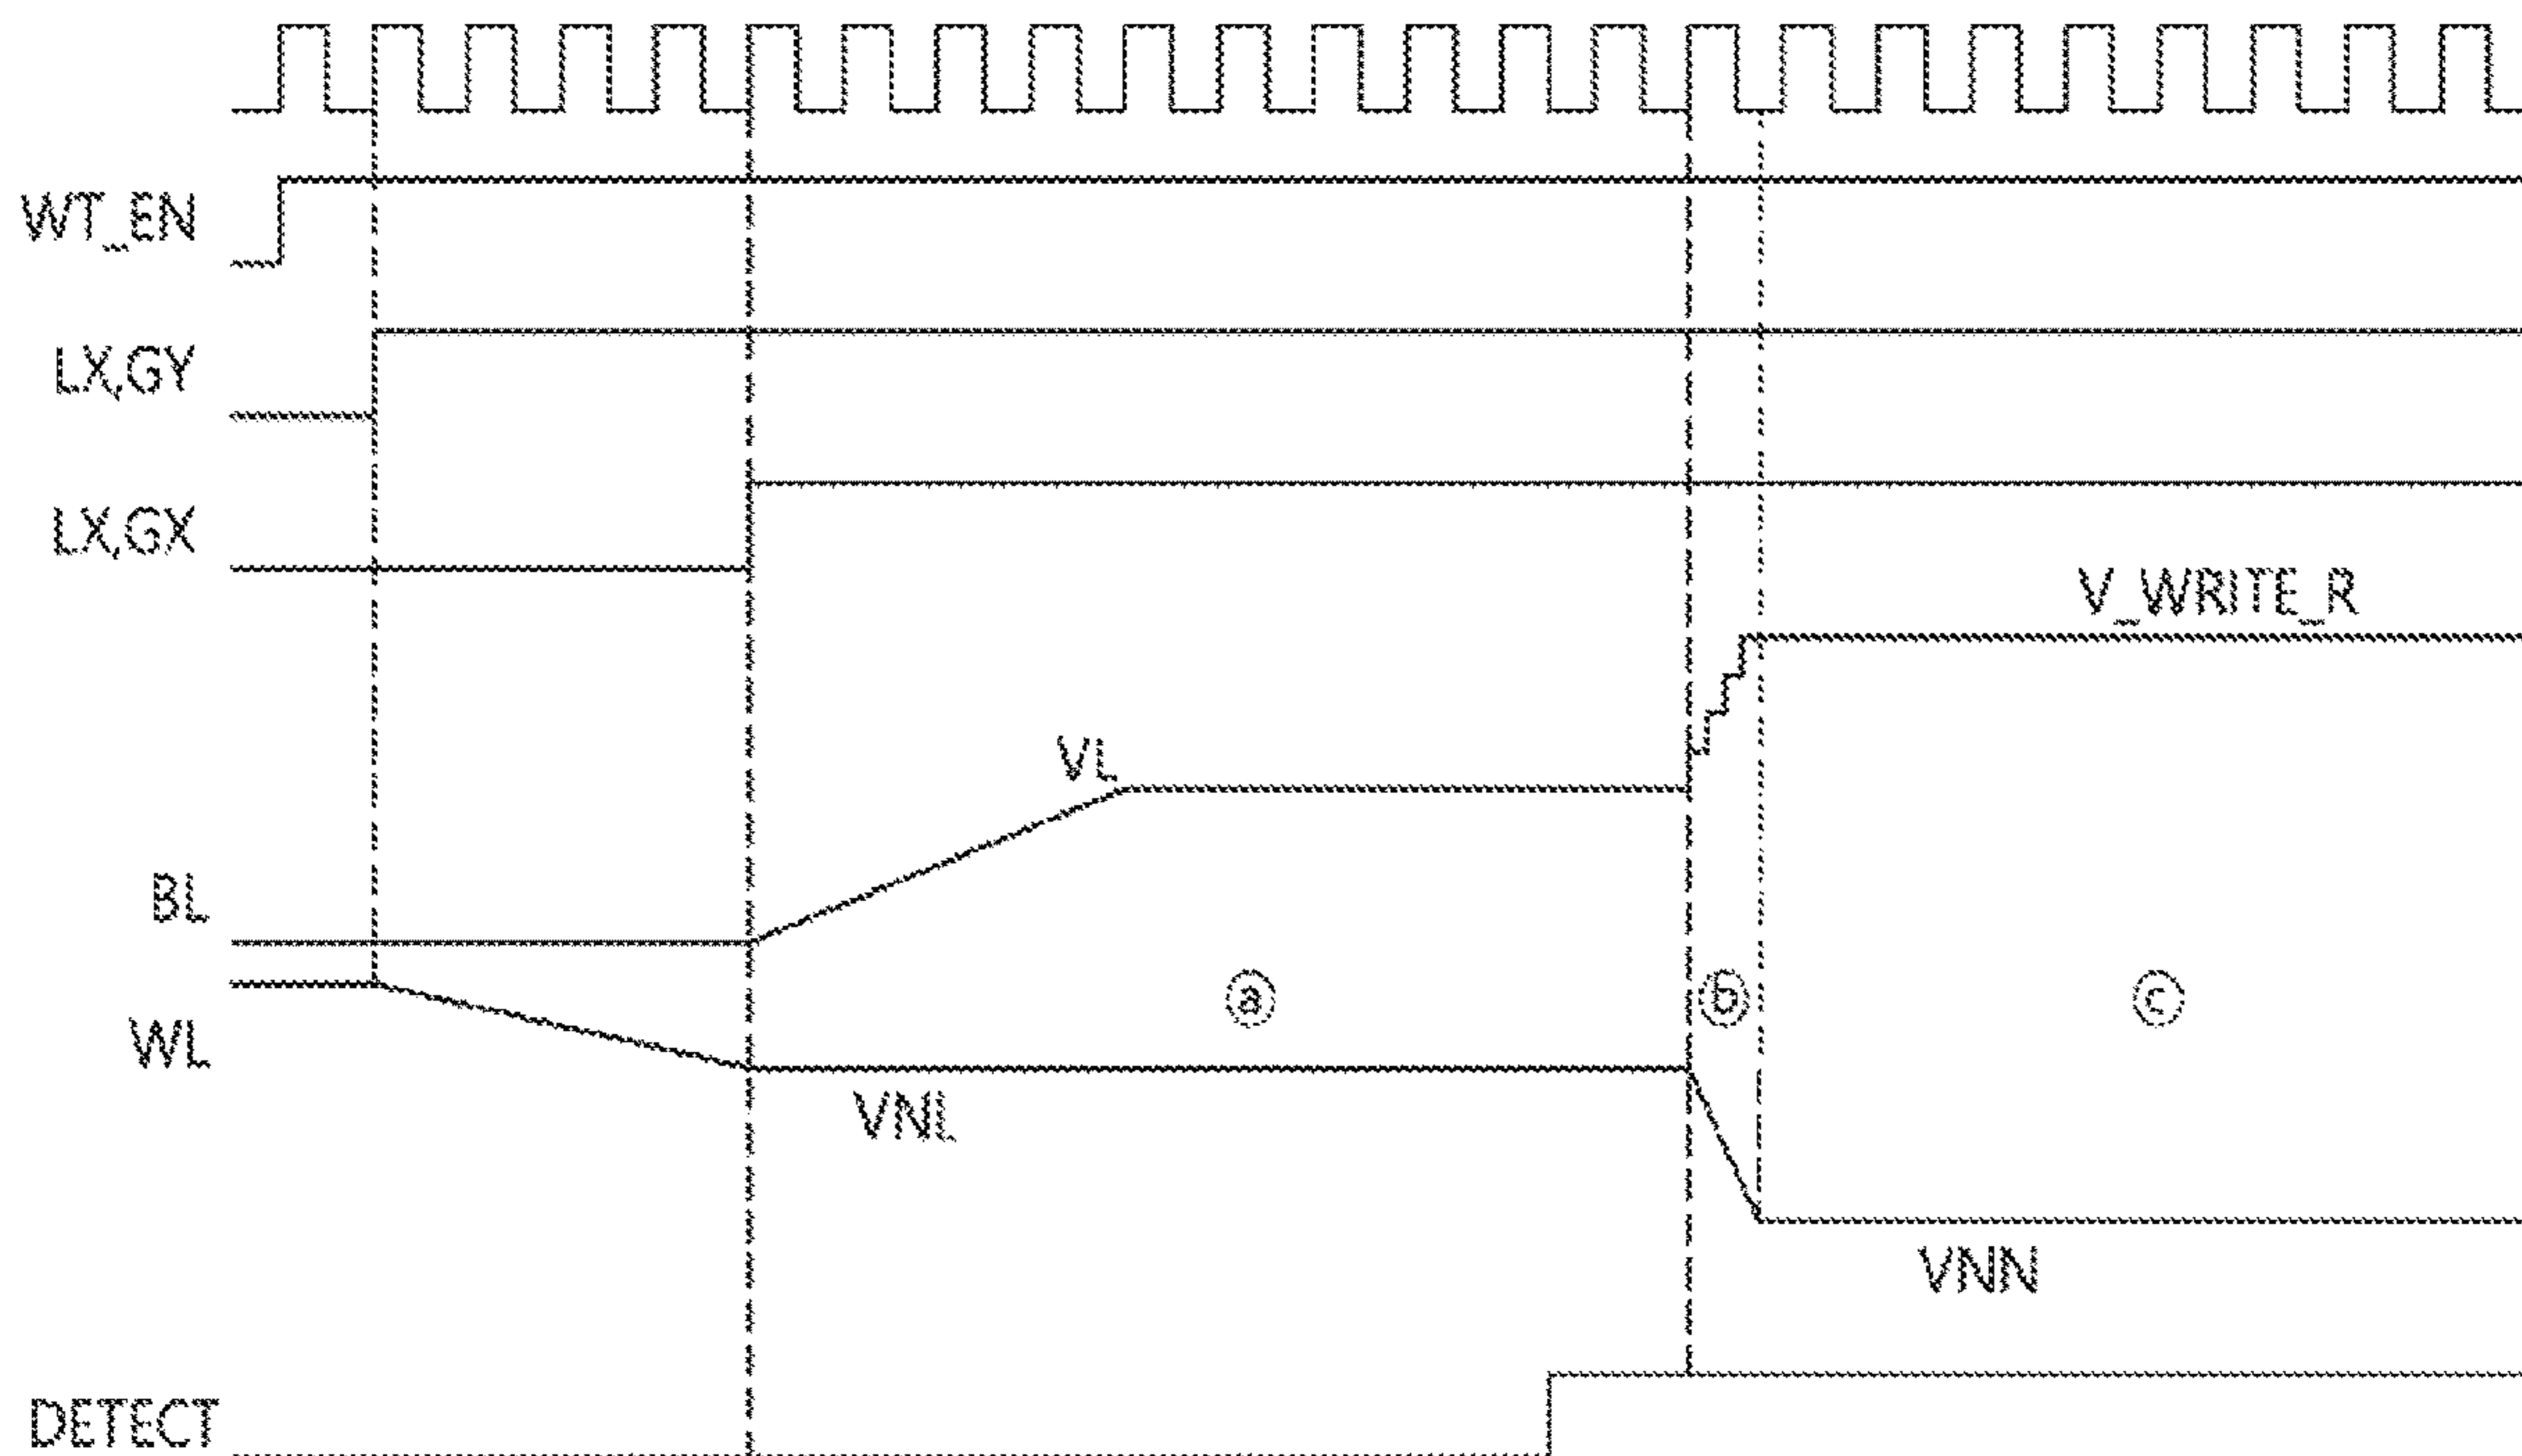 WT_EN
LX,GY
LX,GX
V_WRITE_R
VL
BL
ⓐ ⓑ ⓒ
WL
VNL
VNN
DETECT